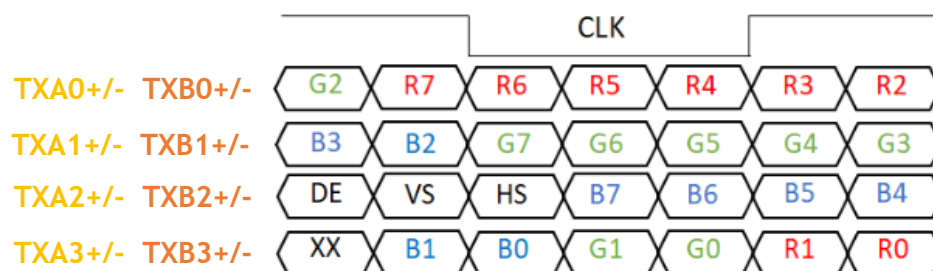 CLK
TXA0+/- TXB0+/- G2 R7 R6 R5 R4 R3 R2
TXA1+/- TXB1+/- B3 B2 G7 G6 G5 G4 G3
TXA2+/- TXB2+/- DE VS HS B7 B6 B5 B4
TXA3+/- TXB3+/- XX B1 B0 G1 G0 R1 R0